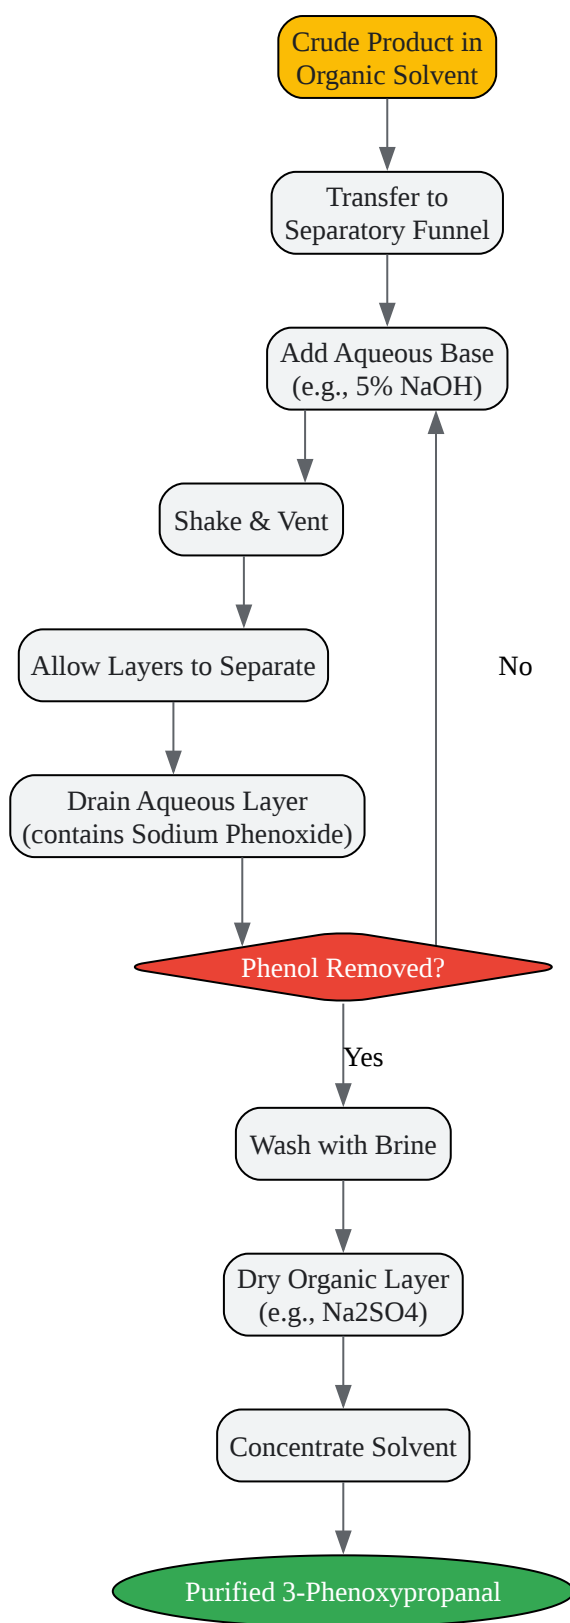 Crude Product in
Organic Solvent
Transfer to
Separatory Funnel
Add Aqueous Base
(e.g., 5% NaOH)
Shake & Vent
Allow Layers to Separate
No
Drain Aqueous Layer
(contains Sodium Phenoxide)
Phenol Removed?
Yes
Wash with Brine
Dry Organic Layer
(e.g., Na2SO4)
Concentrate Solvent
Purified 3-Phenoxypropanal